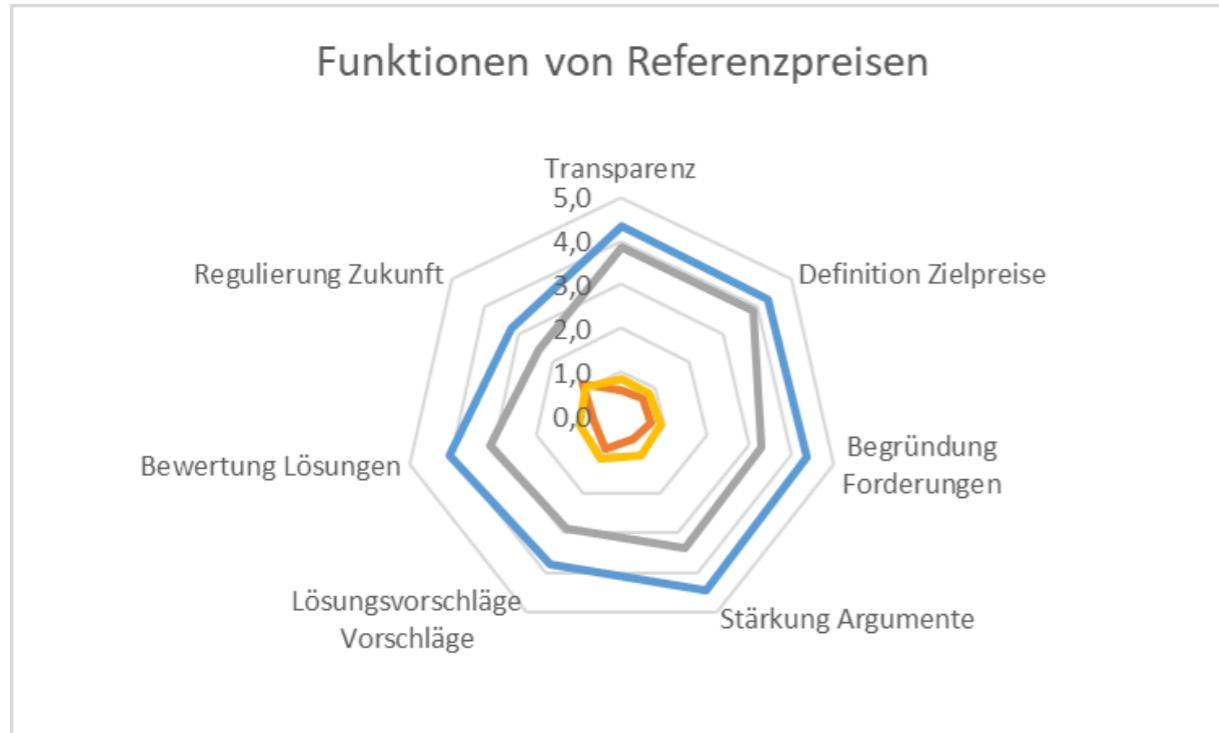 Funktionen von Referenzpreisen
Transparenz
5,0
4,0
3,0
2,0
1,0
0,0
Definition Zielpreise
Begründung
Forderungen
Stärkung Argumente
Lösungsvorschläge
Vorschläge
Bewertung Lösungen
Regulierung Zukunft